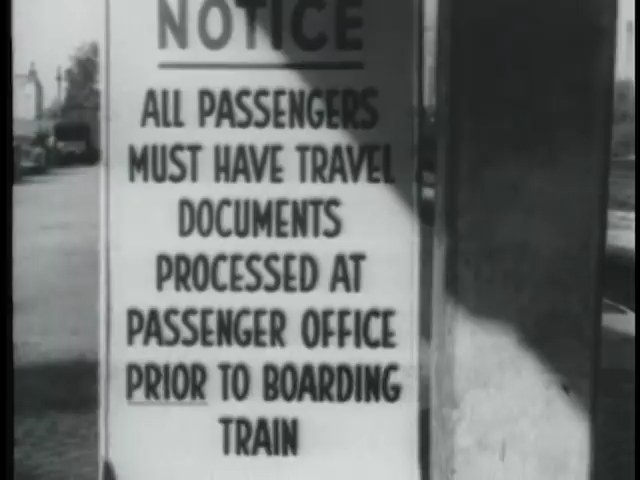 NOTICE
ALL PASSENGERS
MUST HAVE TRAVEL
DOCUMENTS
PROCESSED AT
PASSENGER OFFICE
PRIOR TO BOARDING
TRAIN